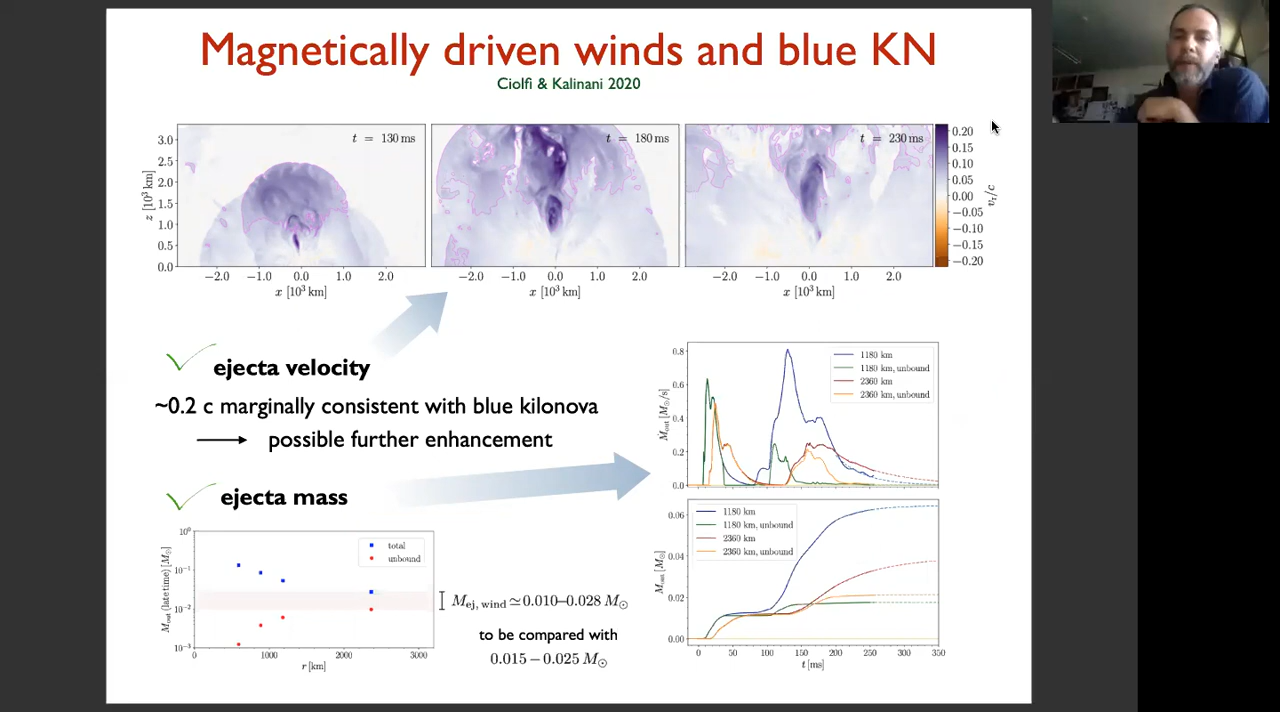 Magnetically driven winds and blue KN
Ciolfi & Kalinani 2020
t = 130 ms
t = 180 ms
t = 230 ms
3.0
2.5
2.0
1.5
1.0
0.5
0.0
z [10³ km]
−2.0 −1.0 0.0 1.0 2.0
x [10³ km]
−2.0 −1.0 0.0 1.0 2.0
x [10³ km]
−2.0 −1.0 0.0 1.0 2.0
x [10³ km]
0.20
0.15
0.10
0.05
0.00
−0.05
−0.10
−0.15
−0.20
vᵣ/c
ejecta velocity
~0.2 c marginally consistent with blue kilonova
possible further enhancement
ejecta mass
10⁰
10⁻¹
10⁻²
10⁻³
M_out (late time) [M⊙]
total
unbound
0 1000 2000 3000
r [km]
M_ej, wind ≃ 0.010–0.028 M⊙
to be compared with
0.015 – 0.025 M⊙
0.8
0.6
0.4
0.2
0.0
Ṁ_out [M⊙/s]
1180 km
1180 km, unbound
2360 km
2360 km, unbound
0.06
0.04
0.02
0.00
M_out [M⊙]
1180 km
1180 km, unbound
2360 km
2360 km, unbound
0 50 100 150 200 250 300 350
t [ms]